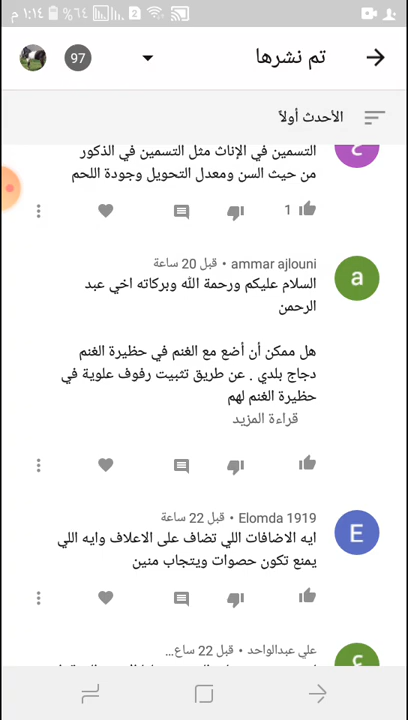 ١:١٤ م ٦٤%
تم نشرها
97
الأحدث أولاً
التسمين في الإناث مثل التسمين في الذكور
من حيث السن ومعدل التحويل وجودة اللحم
1
ammar ajlouni • قبل 20 ساعة
السلام عليكم ورحمة الله وبركاته اخي عبد
الرحمن
هل ممكن أن أضع مع الغنم في حظيرة الغنم
دجاج بلدي . عن طريق تثبيت رفوف علوية في
حظيرة الغنم لهم
قراءة المزيد
a
Elomda 1919 • قبل 22 ساعة
ايه الاضافات اللي تضاف على الاعلاف وايه اللي
يمنع تكون حصوات ويتجاب منين
E
علي عبدالواحد • قبل 22 ساع...